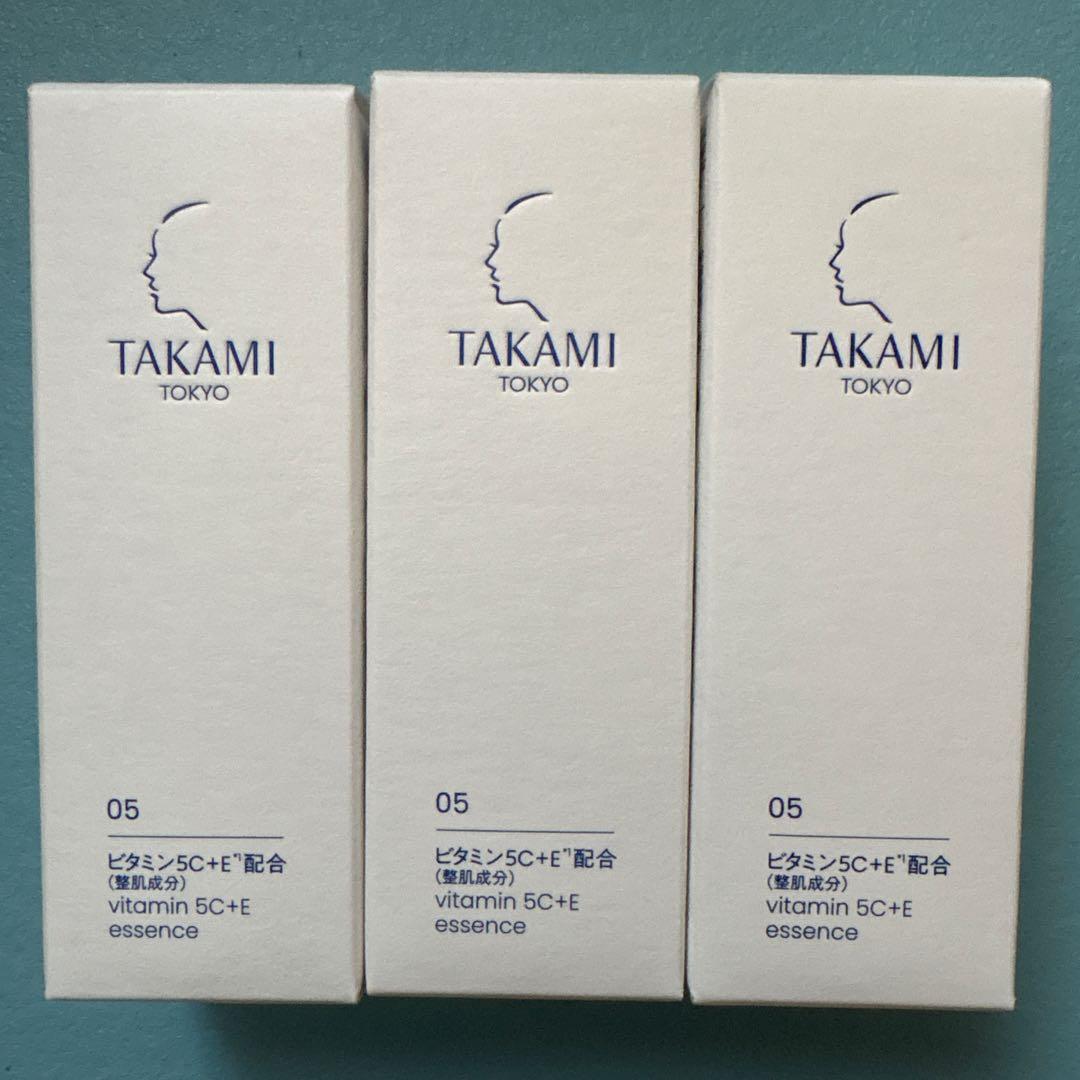 TAKAMI
TOKYO
05
ビタミン5C+E*1配合
(整肌成分)
vitamin 5C+E
essence
TAKAMI
TOKYO
05
ビタミン5C+E*1配合
(整肌成分)
vitamin 5C+E
essence
TAKAMI
TOKYO
05
ビタミン5C+E*1配合
(整肌成分)
vitamin 5C+E
essence